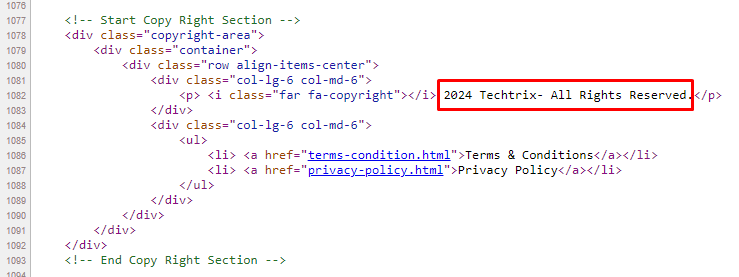 1076
1077 <!-- Start Copy Right Section -->
1078 <div class="copyright-area">
1079 <div class="container">
1080 <div class="row align-items-center">
1081 <div class="col-lg-6 col-md-6">
1082 <p> <i class="far fa-copyright"></i> 2024 Techtrix- All Rights Reserved.</p>
1083 </div>
1084 <div class="col-lg-6 col-md-6">
1085 <ul>
1086 <li> <a href="terms-condition.html">Terms & Conditions</a></li>
1087 <li> <a href="privacy-policy.html">Privacy Policy</a></li>
1088 </ul>
1089 </div>
1090 </div>
1091 </div>
1092 </div>
1093 <!-- End Copy Right Section -->
1094